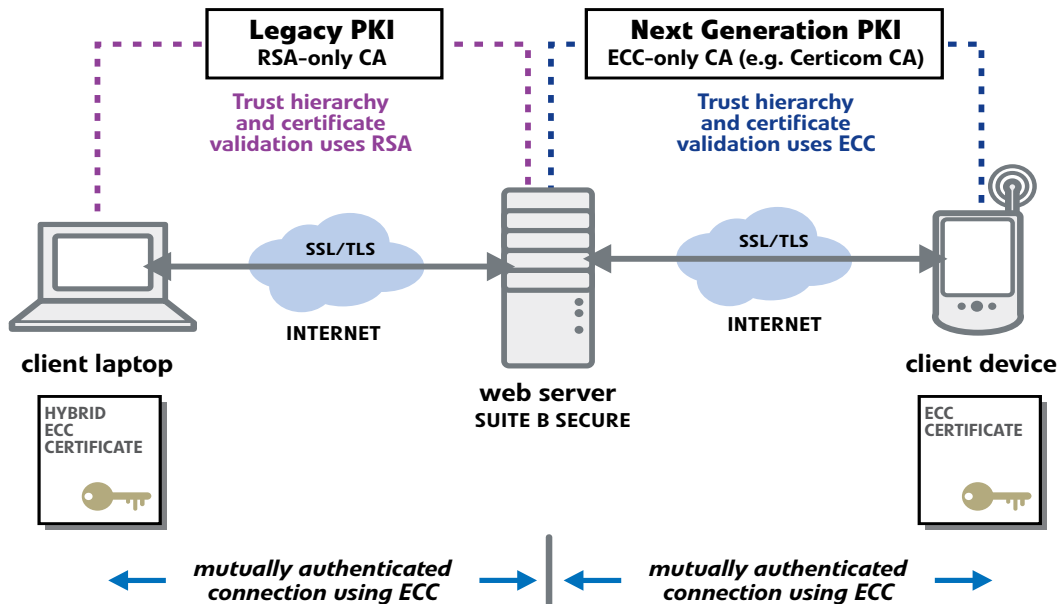 Legacy PKI
RSA-only CA
Next Generation PKI
ECC-only CA (e.g. Certicom CA)
Trust hierarchy
and certificate
validation uses RSA
Trust hierarchy
and certificate
validation uses ECC
SSL/TLS
INTERNET
SSL/TLS
INTERNET
client laptop
web server
SUITE B SECURE
client device
HYBRID
ECC
CERTIFICATE
ECC
CERTIFICATE
mutually authenticated
connection using ECC
mutually authenticated
connection using ECC